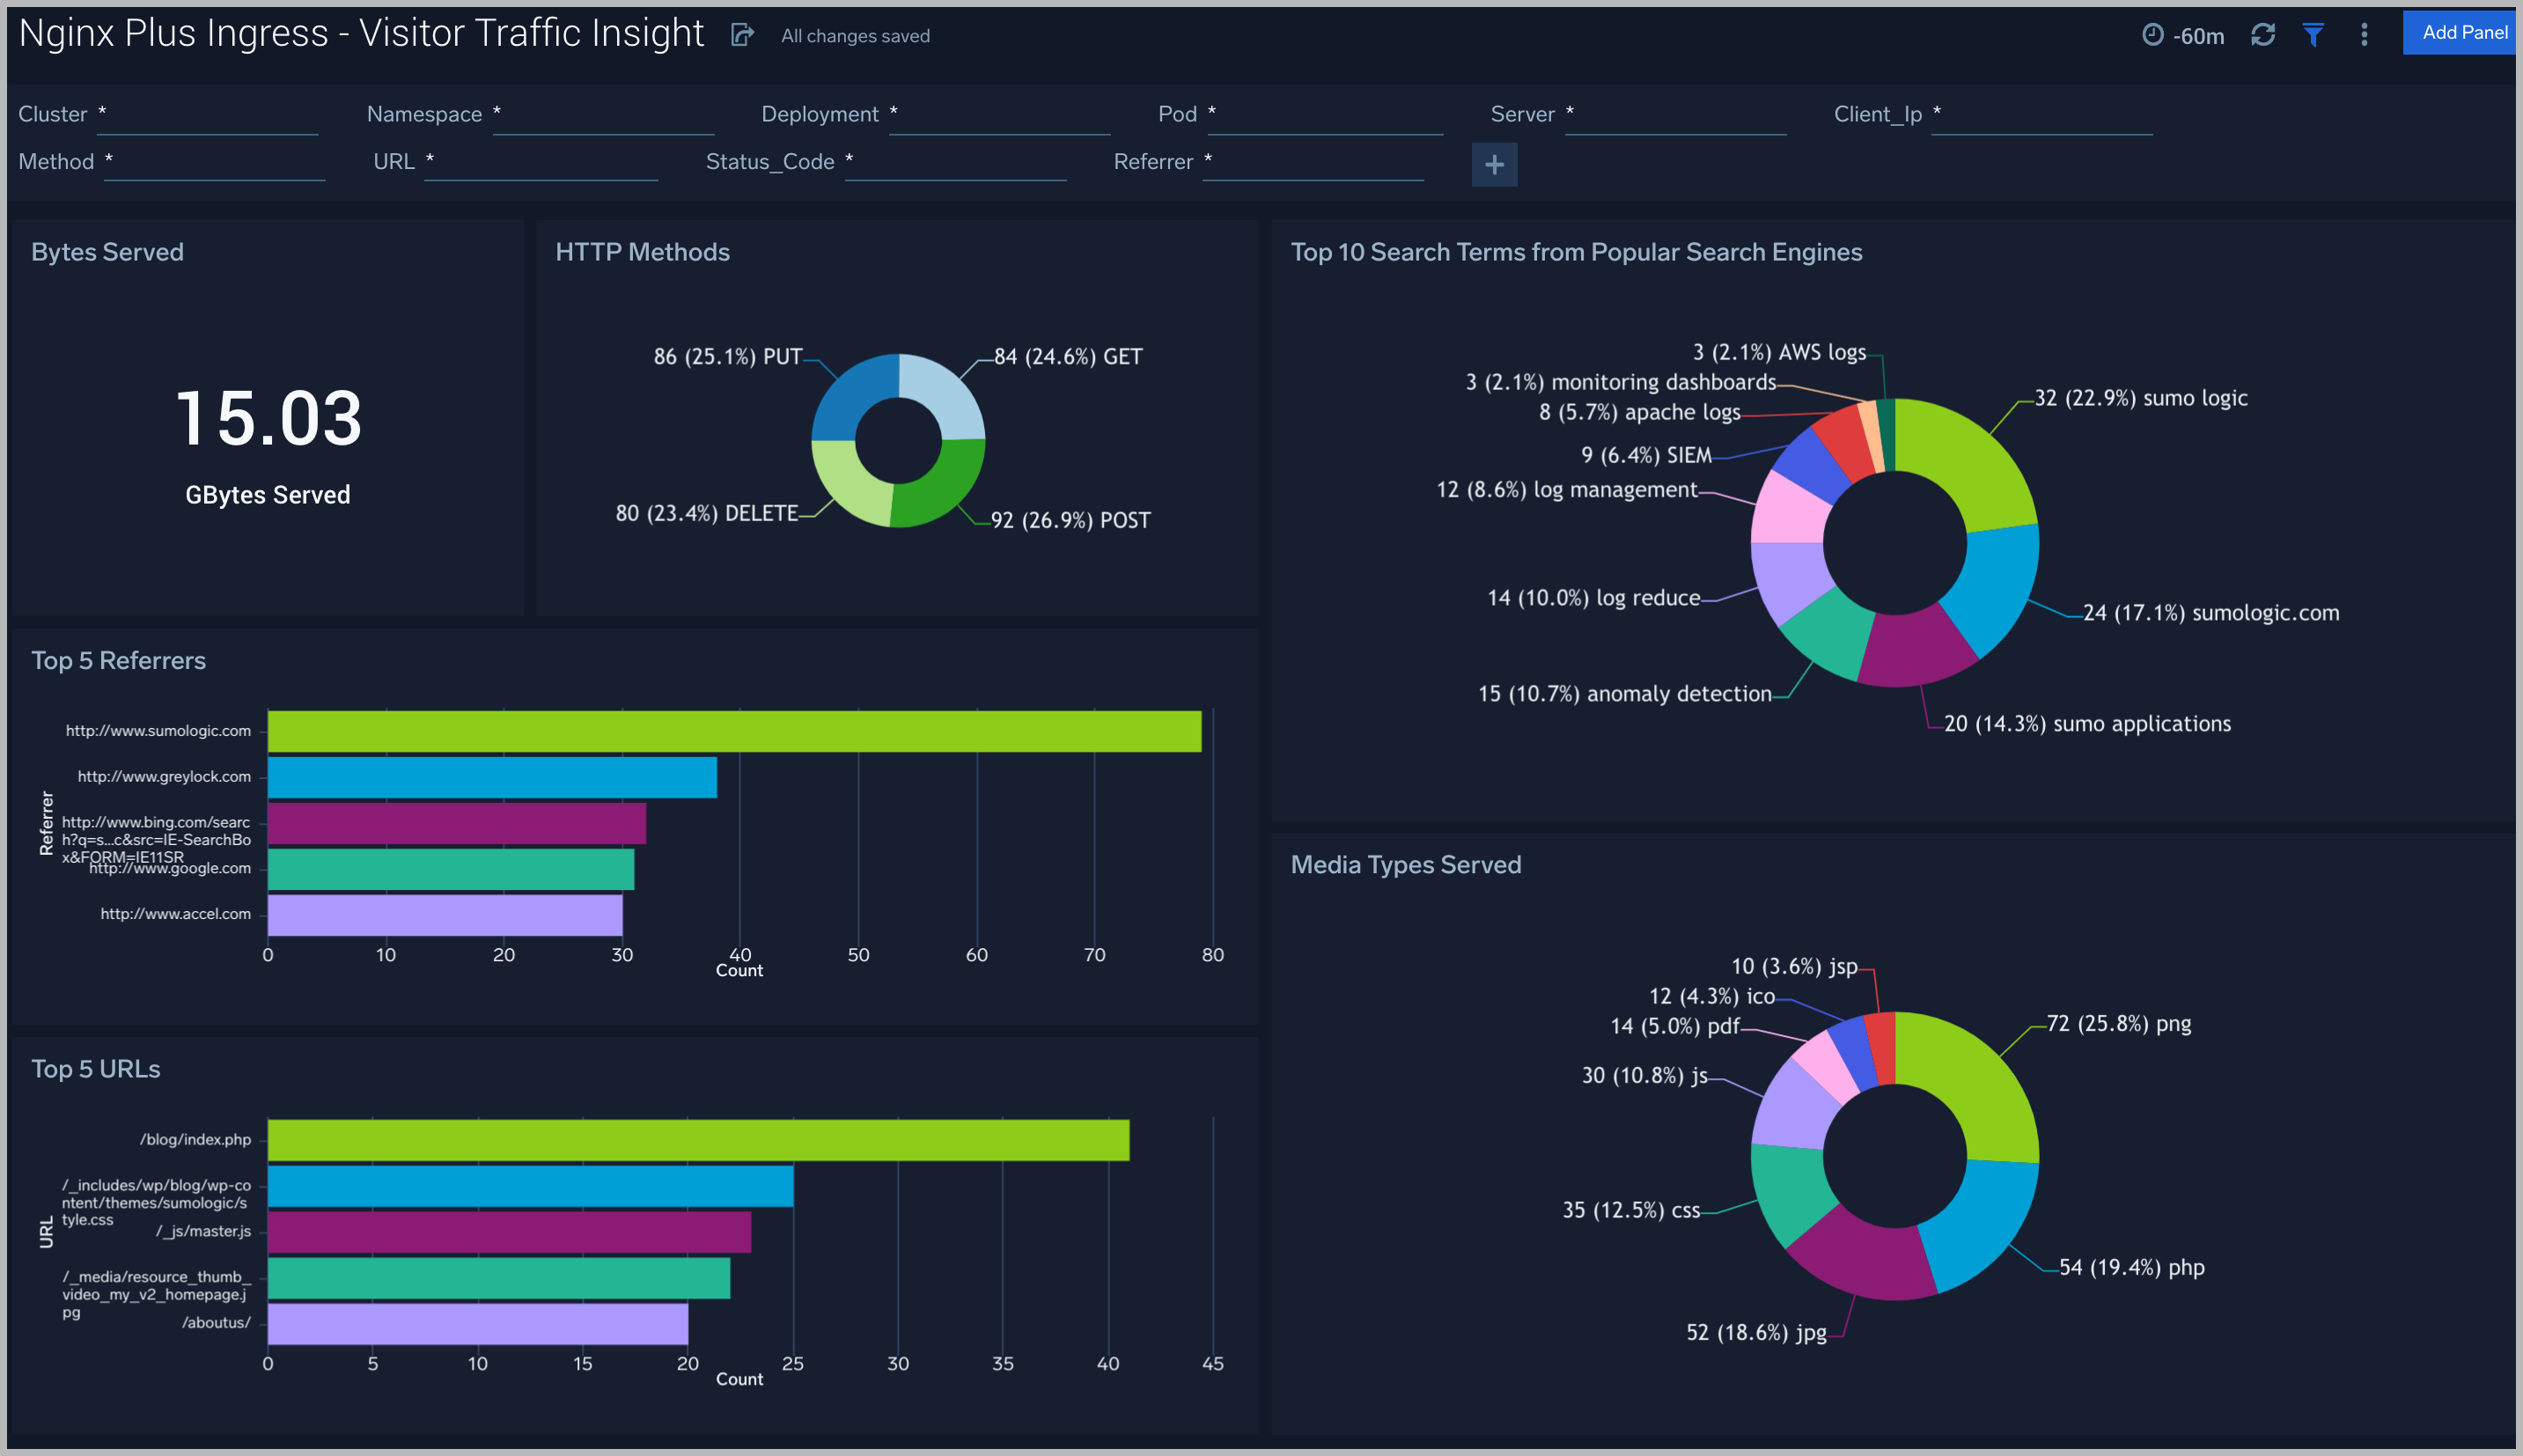 Nginx Plus Ingress - Visitor Traffic Insight
All changes saved
-60m
Add Panel
Cluster *
Namespace *
Deployment *
Pod *
Server *
Client_Ip *
Method *
URL *
Status_Code *
Referrer *
+
Bytes Served
15.03
GBytes Served
HTTP Methods
86 (25.1%) PUT
84 (24.6%) GET
80 (23.4%) DELETE
92 (26.9%) POST
Top 10 Search Terms from Popular Search Engines
3 (2.1%) AWS logs
3 (2.1%) monitoring dashboards
8 (5.7%) apache logs
9 (6.4%) SIEM
12 (8.6%) log management
14 (10.0%) log reduce
15 (10.7%) anomaly detection
32 (22.9%) sumo logic
24 (17.1%) sumologic.com
20 (14.3%) sumo applications
Top 5 Referrers
Referrer
http://www.sumologic.com
http://www.greylock.com
http://www.bing.com/searc
h?q=s...c&src=IE-SearchBo
x&FORM=IE11SR
http://www.google.com
http://www.accel.com
0 10 20 30 40 50 60 70 80
Count
Top 5 URLs
URL
/blog/index.php
/_includes/wp/blog/wp-co
ntent/themes/sumologic/s
tyle.css
/_js/master.js
/_media/resource_thumb_
video_my_v2_homepage.j
pg
/aboutus/
0 5 10 15 20 25 30 35 40 45
Count
Media Types Served
10 (3.6%) jsp
12 (4.3%) ico
14 (5.0%) pdf
30 (10.8%) js
35 (12.5%) css
52 (18.6%) jpg
72 (25.8%) png
54 (19.4%) php